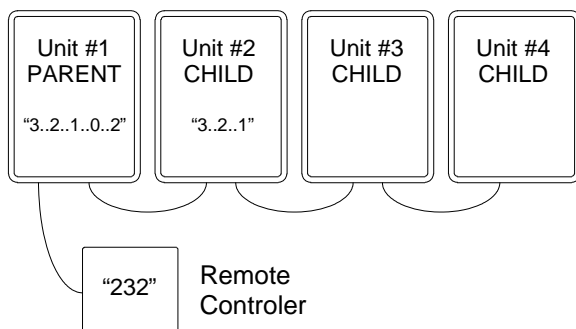 Unit #1
PARENT
“3..2..1..0..2”
Unit #2
CHILD
“3..2..1”
Unit #3
CHILD
Unit #4
CHILD
“232”
Remote
Controler